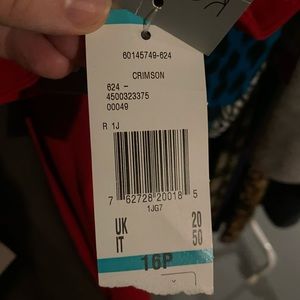 60145749-624
CRIMSON
624 -
4500323375
00049
R 1J
7 62728 20018 5
1JG7
UK 20
IT 50
16P